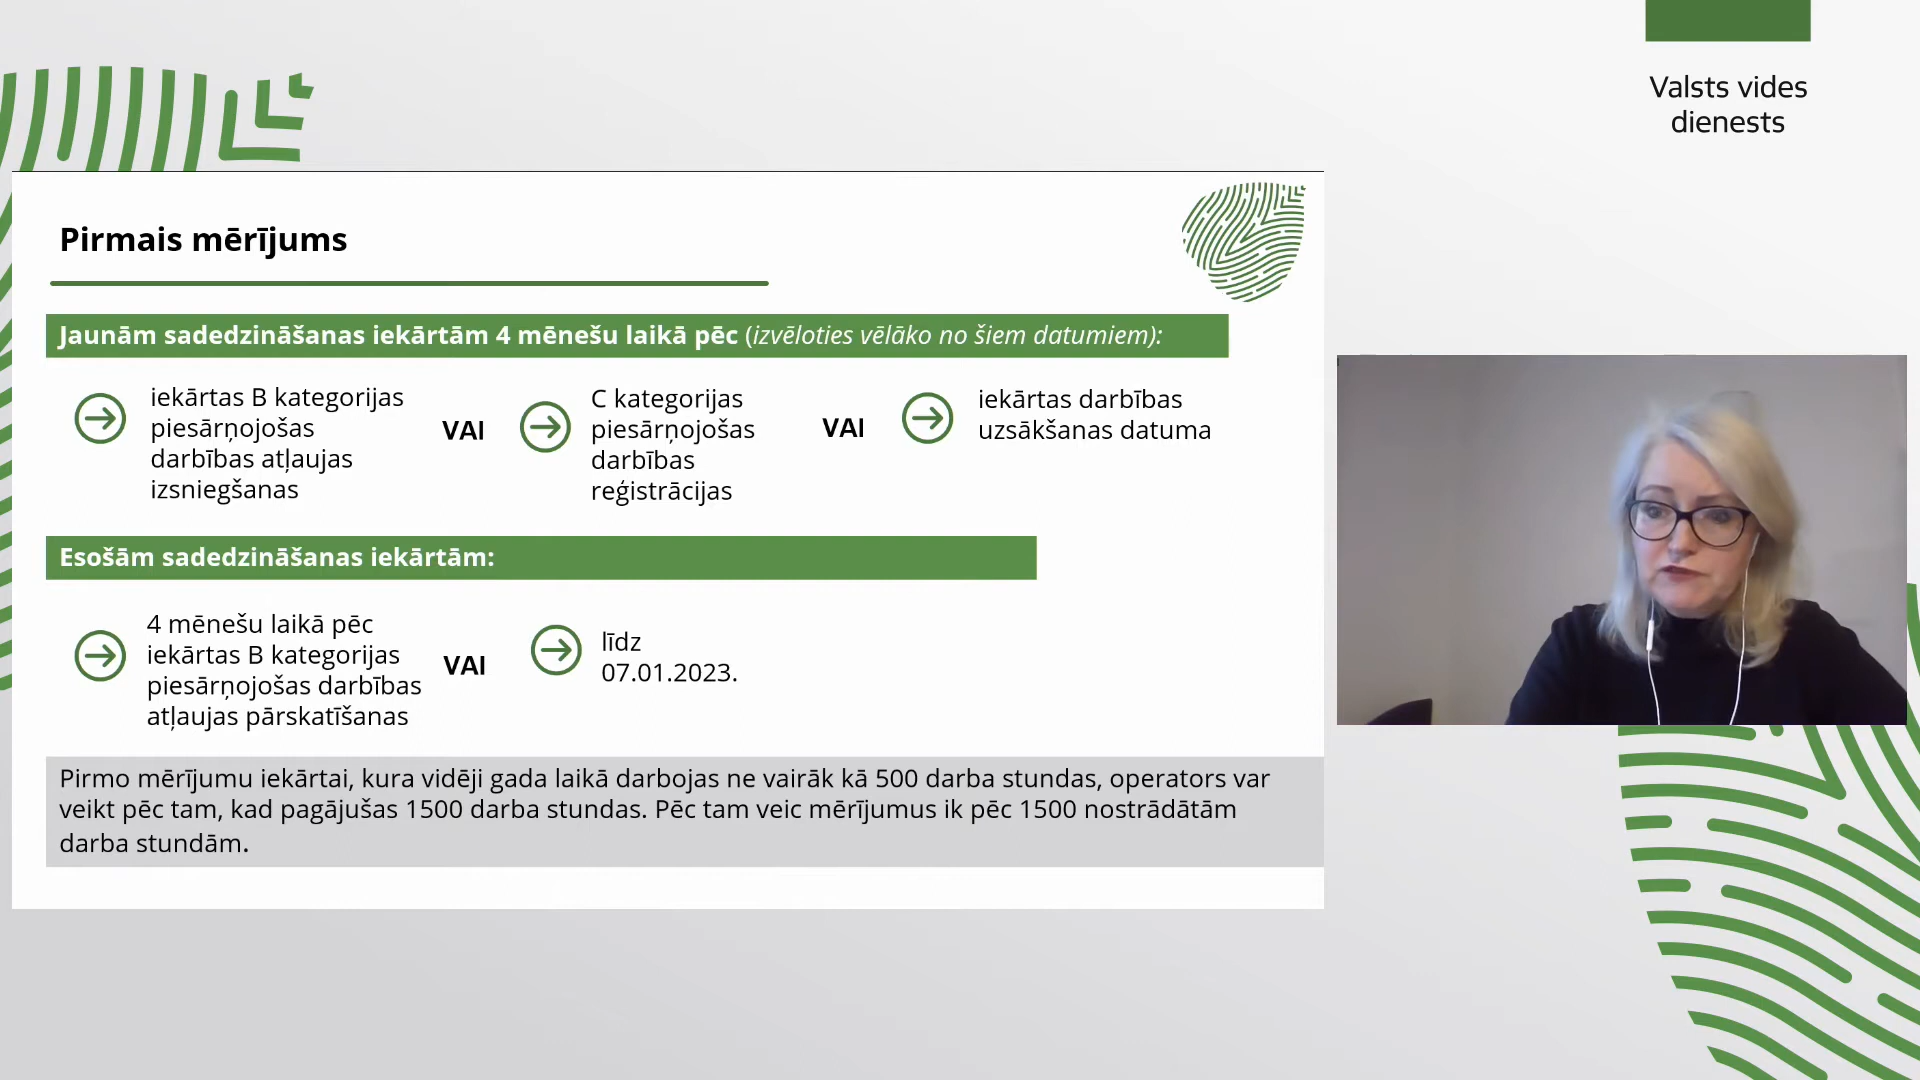 Valsts vides
dienests
Pirmais mērījums
Jaunām sadedzināšanas iekārtām 4 mēnešu laikā pēc (izvēloties vēlāko no šiem datumiem):
iekārtas B kategorijas
piesārņojošas
darbības atļaujas
izsniegšanas
VAI
C kategorijas
piesārņojošas
darbības
reģistrācijas
VAI
iekārtas darbības
uzsākšanas datuma
Esošām sadedzināšanas iekārtām:
4 mēnešu laikā pēc
iekārtas B kategorijas
piesārņojošas darbības
atļaujas pārskatīšanas
VAI
līdz
07.01.2023.
Pirmo mērījumu iekārtai, kura vidēji gada laikā darbojas ne vairāk kā 500 darba stundas, operators var
veikt pēc tam, kad pagājušas 1500 darba stundas. Pēc tam veic mērījumus ik pēc 1500 nostrādātām
darba stundām.